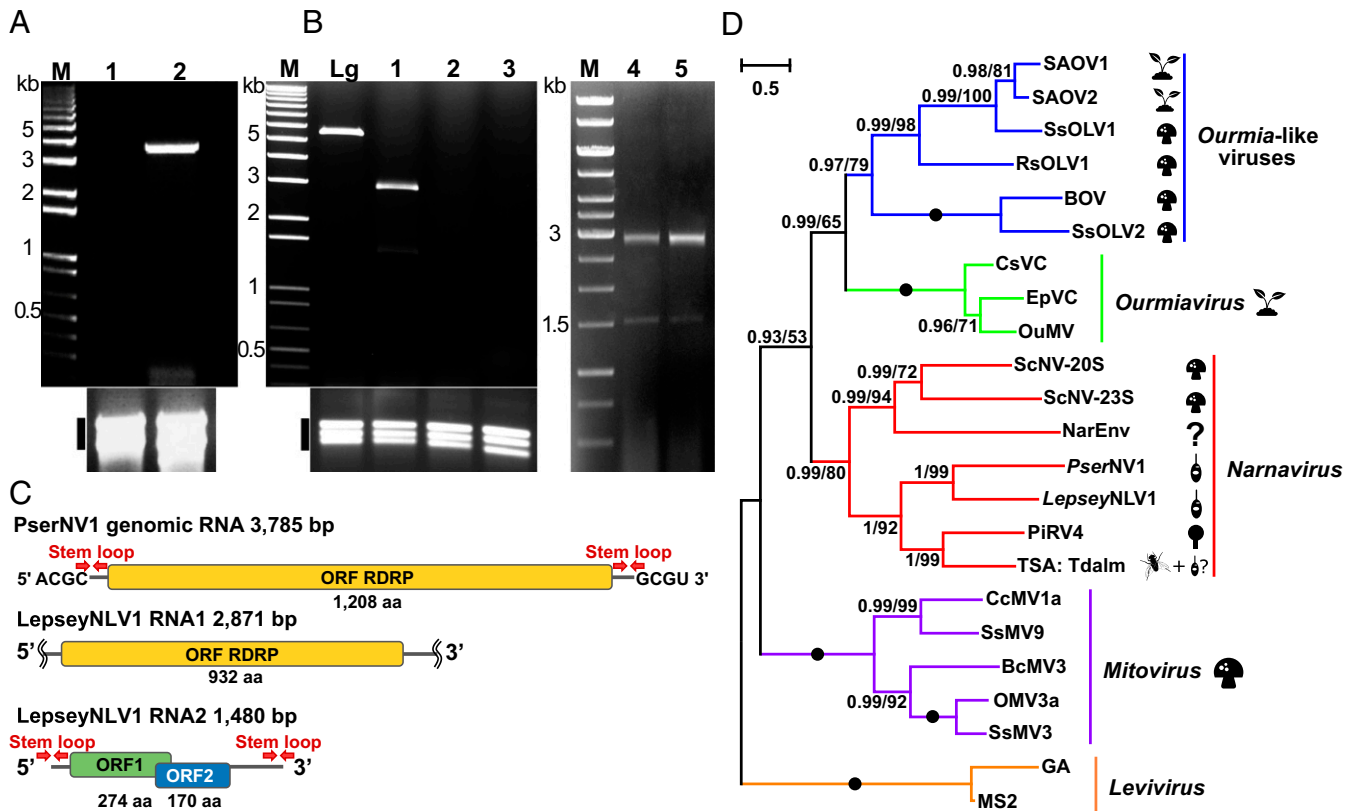 A
M 1 2
kb
5
3
2
1
0.5
B
M Lg 1 2 3
kb
5
3
2
1
0.5
M 4 5
kb
3
1.5
C
PserNV1 genomic RNA 3,785 bp
Stem loop Stem loop
5' ACGC ORF RDRP GCGU 3'
1,208 aa
LepseyNLV1 RNA1 2,871 bp
5' ORF RDRP 3'
932 aa
LepseyNLV1 RNA2 1,480 bp
Stem loop Stem loop
5' ORF1 ORF2 3'
274 aa 170 aa
D
0.5
0.98/81 SAOV1
0.99/100 SAOV2
0.99/98 SsOLV1
0.97/79 RsOLV1
BOV
0.99/65 SsOLV2
Ourmia-like
viruses
CsVC
EpVC
0.96/71 OuMV
Ourmiavirus
0.93/53
0.99/72 ScNV-20S
0.99/94 ScNV-23S
NarEnv ?
0.99/80
1/99 PserNV1
LepseyNLV1
1/92 PiRV4
1/99 TSA: Tdalm + ?
Narnavirus
0.99/99 CcMV1a
SsMV9
BcMV3
0.99/92 OMV3a
SsMV3
Mitovirus
GA
MS2
Levivirus